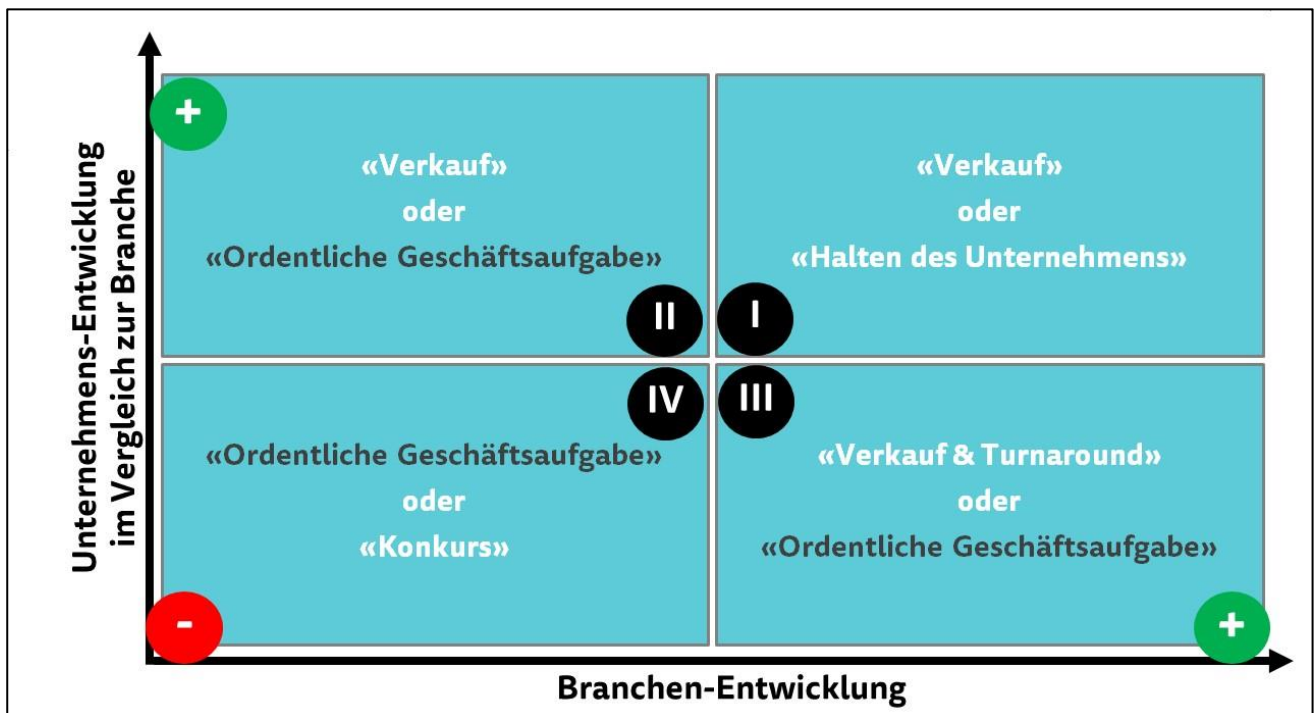 Unternehmens-Entwicklung
im Vergleich zur Branche
+
«Verkauf»
oder
«Ordentliche Geschäftsaufgabe»
II
«Verkauf»
oder
«Halten des Unternehmens»
I
«Ordentliche Geschäftsaufgabe»
oder
«Konkurs»
IV
«Verkauf & Turnaround»
oder
«Ordentliche Geschäftsaufgabe»
III
-
+
Branchen-Entwicklung